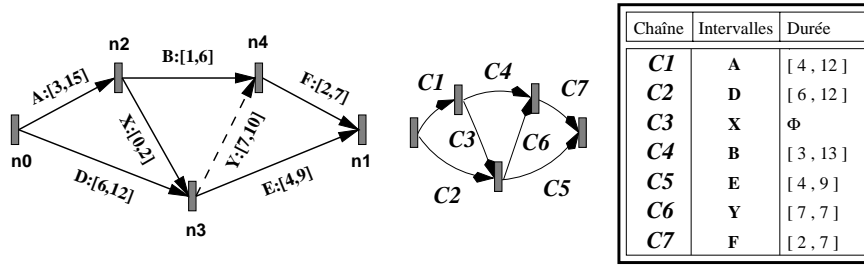 n2
n4
B:[1,6]
A:[3,15]
F:[2,7]
X:[0,2]
Y:[7,10]
n0
n1
D:[6,12]
E:[4,9]
n3
C1
C4
C7
C3
C6
C2
C5
Chaîne Intervalles Durée
C1 A [ 4 , 12 ]
C2 D [ 6 , 12 ]
C3 X Φ
C4 B [ 3 , 13 ]
C5 E [ 4 , 9 ]
C6 Y [ 7 , 7 ]
C7 F [ 2 , 7 ]